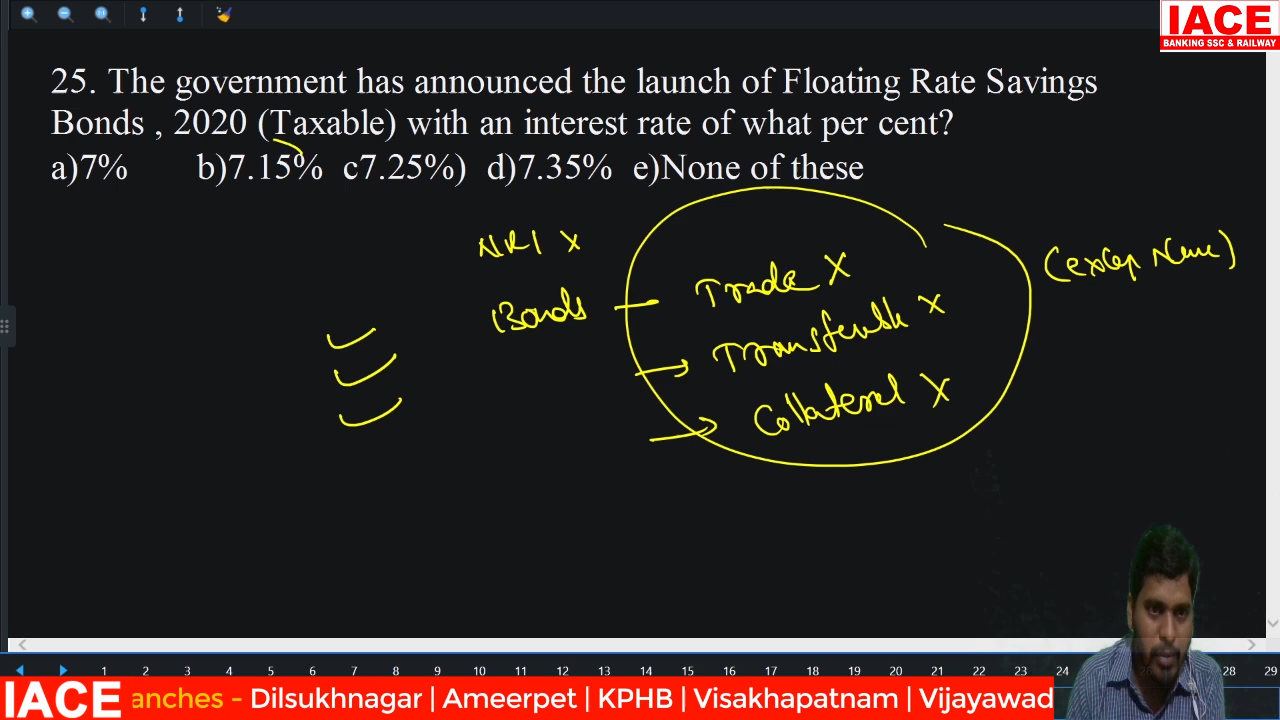 IACE
BANKING SSC & RAILWAY
25. The government has announced the launch of Floating Rate Savings
Bonds , 2020 (Taxable) with an interest rate of what per cent?
a)7% b)7.15% c7.25%) d)7.35% e)None of these
NRI X
Bonds
Trade X
Transferable X
Collateral X
1 2 3 4 5 6 7 8 9 10 11 12 13 14 15 16 17 18 19 20 21 22 23 24 28 29
IACE anches - Dilsukhnagar | Ameerpet | KPHB | Visakhapatnam | Vijayawad